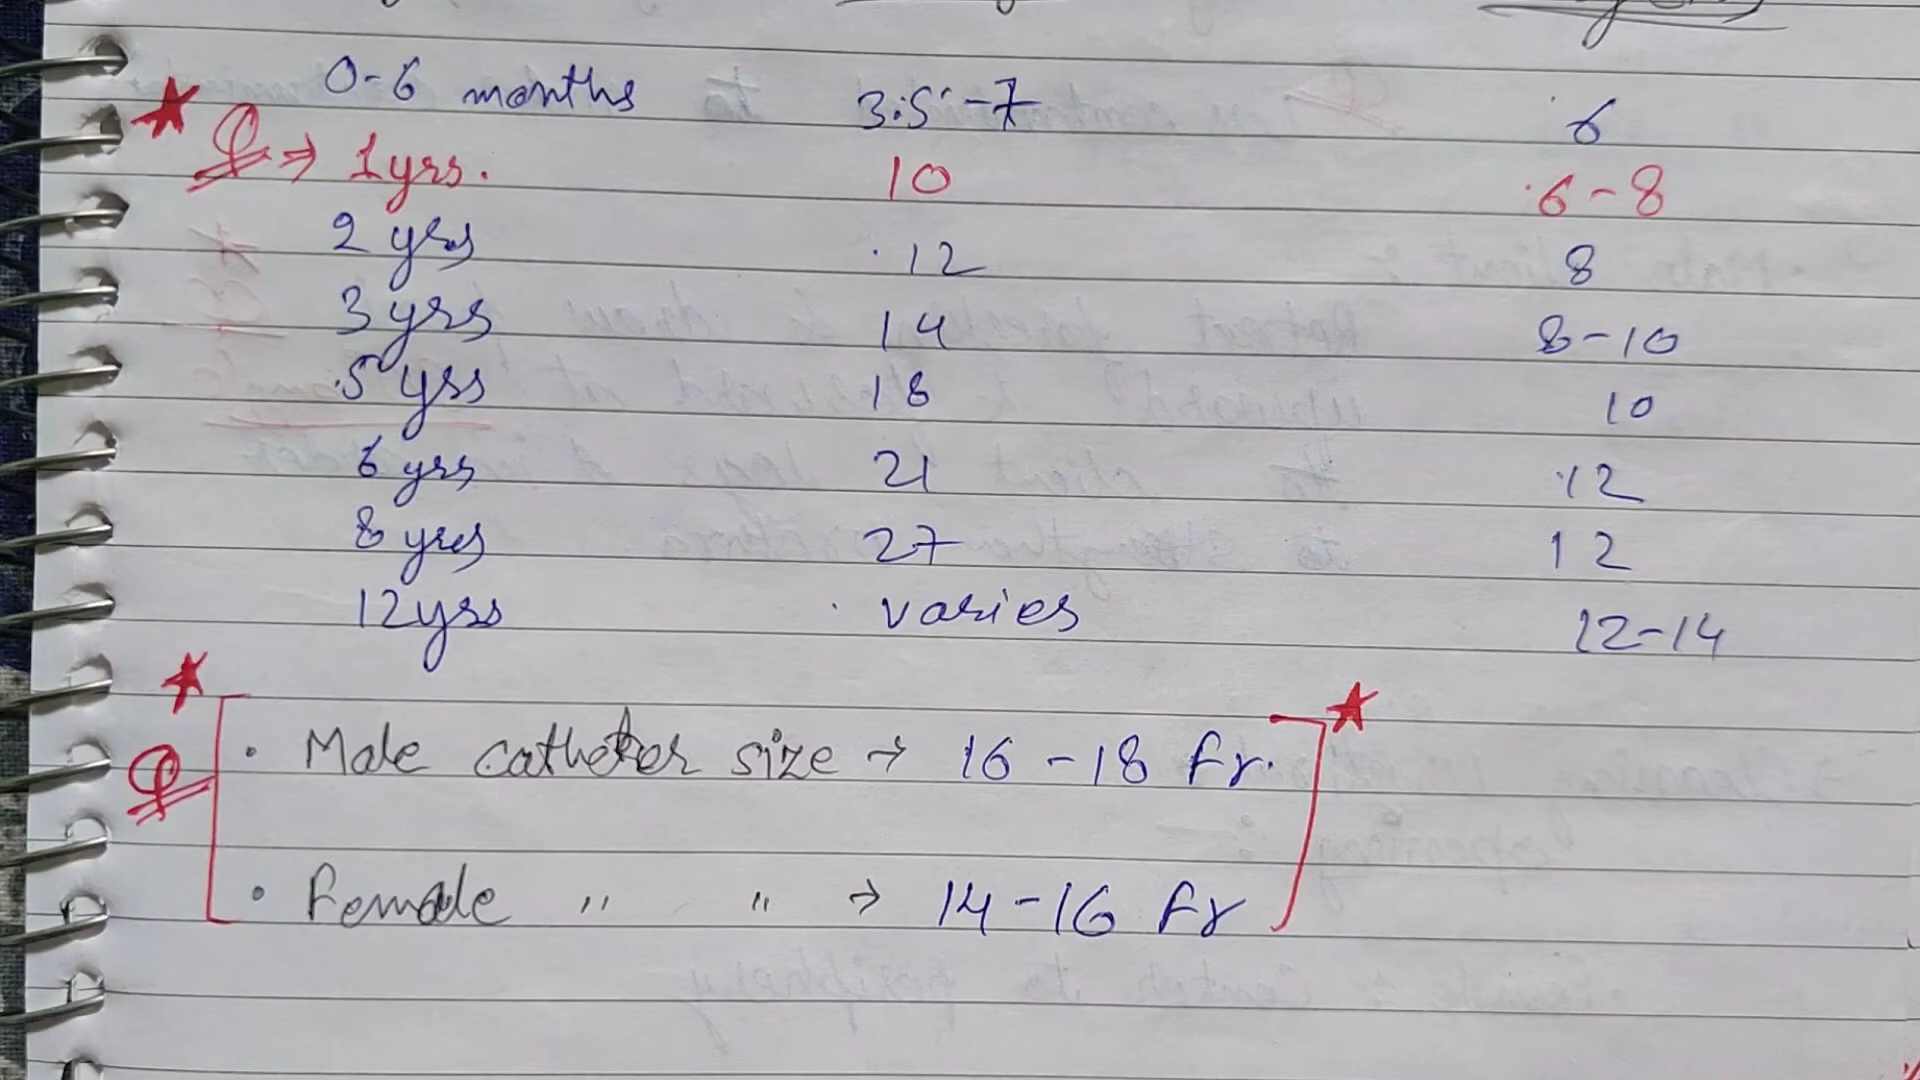 0-6 months 3.5-7 6
Q ⇒ 1yrs. 10 6-8
2 yrs 12 8
3 yrs 14 8-10
5 yrs 18 10
6 yrs 21 12
8 yrs 27 12
12yrs varies 12-14
Q
• Male catheter size → 16-18 fr.
• Female " " → 14-16 fr